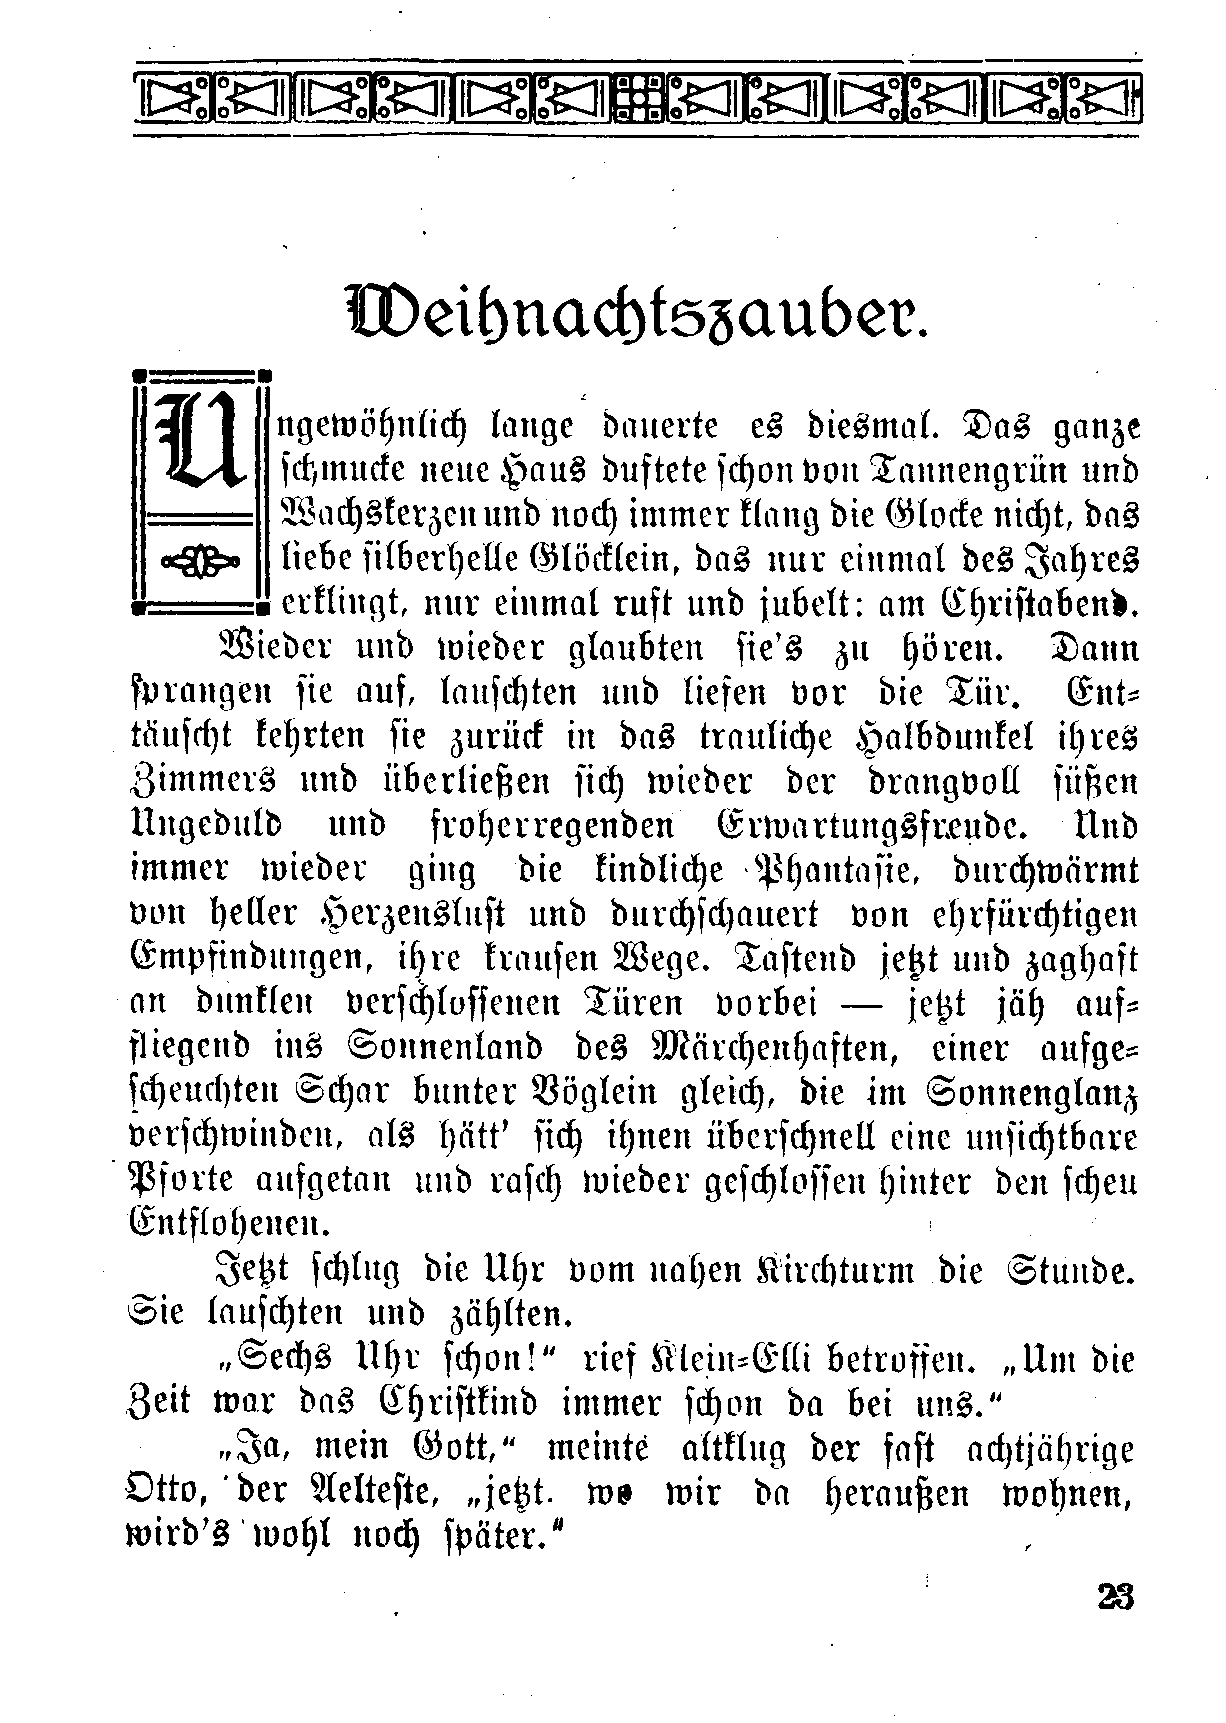 Weihnachtszauber.
Ungewöhnlich lange dauerte es diesmal. Das ganze
schmucke neue Haus duftete schon von Tannengrün und
Wachskerzen und noch immer klang die Glocke nicht, das
liebe silberhelle Glöcklein, das nur einmal des Jahres
erklingt, nur einmal ruft und jubelt: am Christabend.
Wieder und wieder glaubten sie's zu hören. Dann
sprangen sie auf, lauschten und liefen vor die Tür. Ent=
täuscht kehrten sie zurück in das trauliche Halbdunkel ihres
Zimmers und überließen sich wieder der drangvoll süßen
Ungeduld und froherregenden Erwartungsfreude. Und
immer wieder ging die kindliche Phantasie, durchwärmt
von heller Herzenslust und durchschauert von ehrfürchtigen
Empfindungen, ihre krausen Wege. Tastend jetzt und zaghaft
an dunklen verschlossenen Türen vorbei — jetzt jäh auf=
fliegend ins Sonnenland des Märchenhaften, einer aufge=
scheuchten Schar bunter Vöglein gleich, die im Sonnenglanz
verschwinden, als hätt' sich ihnen überschnell eine unsichtbare
Pforte aufgetan und rasch wieder geschlossen hinter den scheu
Entflohenen.
Jetzt schlug die Uhr vom nahen Kirchturm die Stunde.
Sie lauschten und zählten.
„Sechs Uhr schon!“ rief Klein=Elli betroffen. „Um die
Zeit war das Christkind immer schon da bei uns.“
„Ja, mein Gott,“ meinte altklug der fast achtjährige
Otto, der Aelteste, „jetzt. wo wir da heraußen wohnen,
wird's wohl noch später.“
23